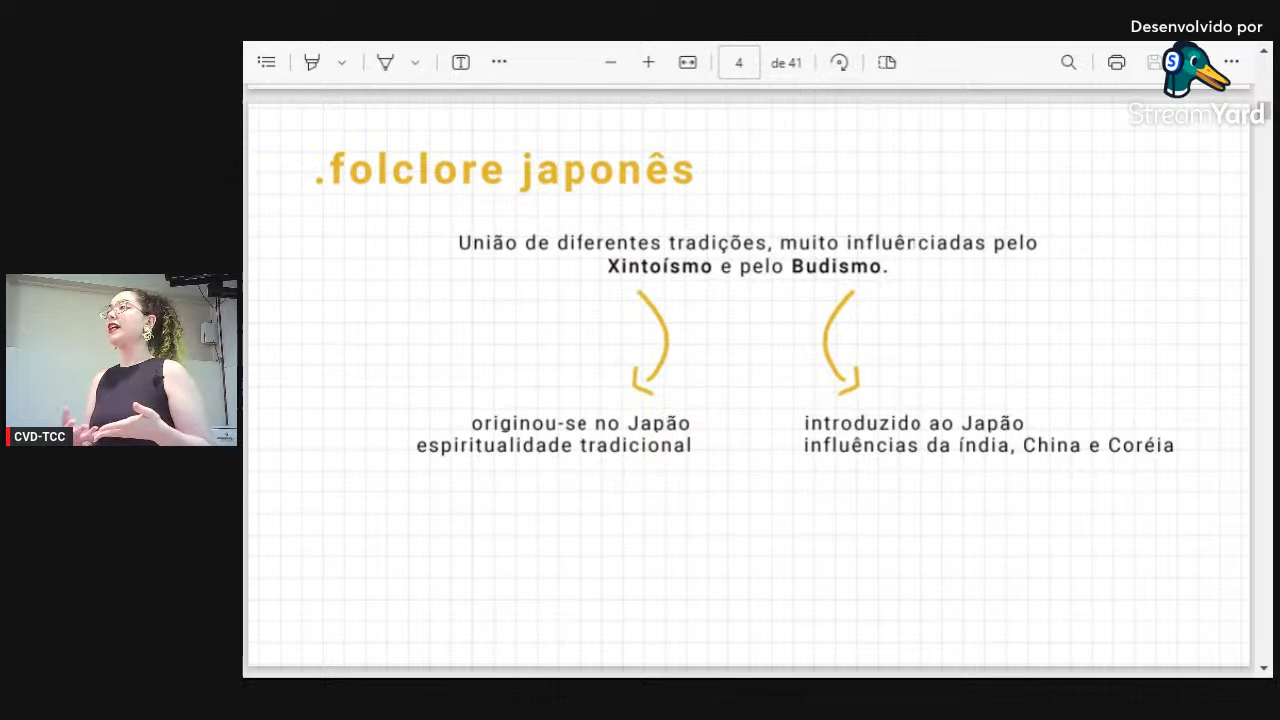 Desenvolvido por
4 de 41
StreamYard
.folclore japonês
União de diferentes tradições, muito influênciadas pelo
Xintoísmo e pelo Budismo.
originou-se no Japão
espiritualidade tradicional
introduzido ao Japão
influências da índia, China e Coréia
CVD-TCC